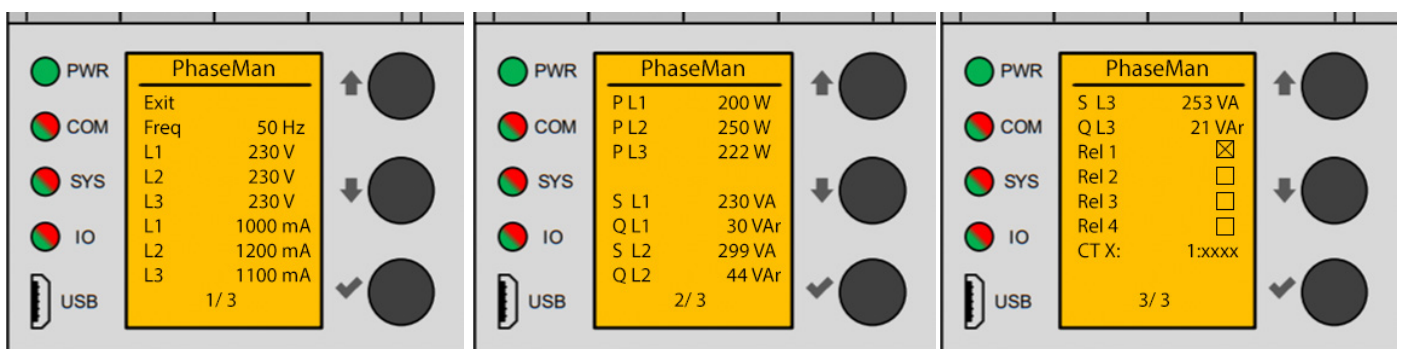 PWR
COM
SYS
IO
USB
PhaseMan
Exit
Freq 50 Hz
L1 230 V
L2 230 V
L3 230 V
L1 1000 mA
L2 1200 mA
L3 1100 mA
1/ 3
PWR
COM
SYS
IO
USB
PhaseMan
P L1 200 W
P L2 250 W
P L3 222 W
S L1 230 VA
Q L1 30 VAr
S L2 299 VA
Q L2 44 VAr
2/ 3
PWR
COM
SYS
IO
USB
PhaseMan
S L3 253 VA
Q L3 21 VAr
Rel 1
Rel 2
Rel 3
Rel 4
CT X: 1:xxxx
3/ 3